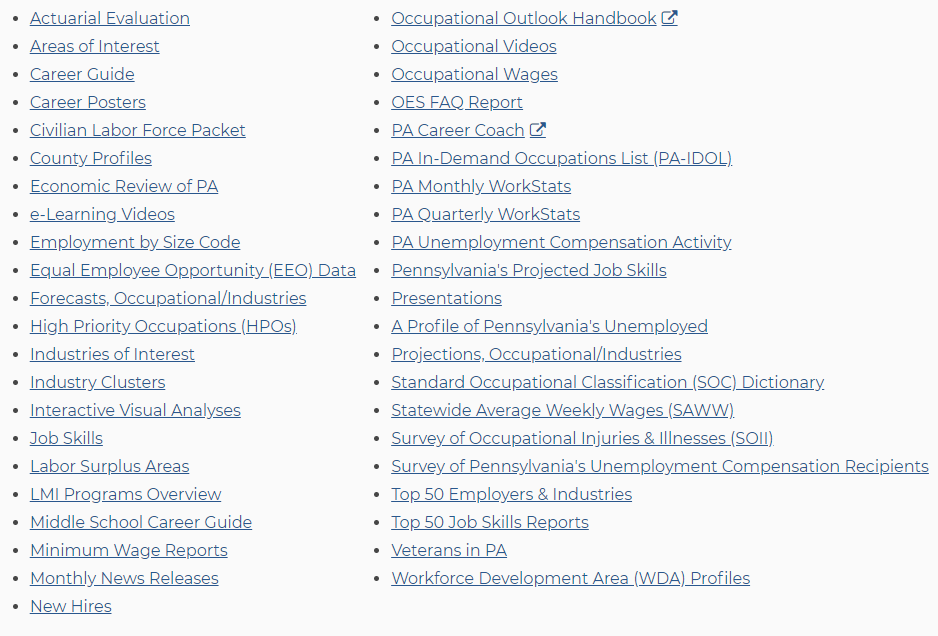 Actuarial Evaluation
Areas of Interest
Career Guide
Career Posters
Civilian Labor Force Packet
County Profiles
Economic Review of PA
e-Learning Videos
Employment by Size Code
Equal Employee Opportunity (EEO) Data
Forecasts, Occupational/Industries
High Priority Occupations (HPOs)
Industries of Interest
Industry Clusters
Interactive Visual Analyses
Job Skills
Labor Surplus Areas
LMI Programs Overview
Middle School Career Guide
Minimum Wage Reports
Monthly News Releases
New Hires
Occupational Outlook Handbook
Occupational Videos
Occupational Wages
OES FAQ Report
PA Career Coach
PA In-Demand Occupations List (PA-IDOL)
PA Monthly WorkStats
PA Quarterly WorkStats
PA Unemployment Compensation Activity
Pennsylvania's Projected Job Skills
Presentations
A Profile of Pennsylvania's Unemployed
Projections, Occupational/Industries
Standard Occupational Classification (SOC) Dictionary
Statewide Average Weekly Wages (SAWW)
Survey of Occupational Injuries & Illnesses (SOII)
Survey of Pennsylvania's Unemployment Compensation Recipients
Top 50 Employers & Industries
Top 50 Job Skills Reports
Veterans in PA
Workforce Development Area (WDA) Profiles